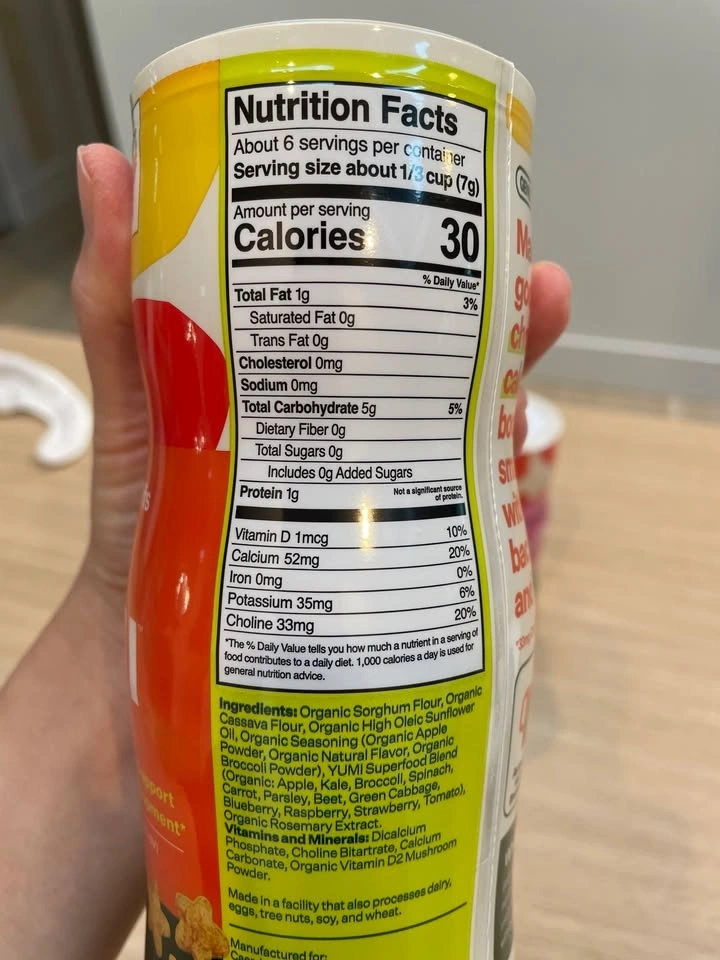 Nutrition Facts
About 6 servings per container
Serving size about 1/3 cup (7g)
Amount per serving
Calories 30
% Daily Value*
Total Fat 1g 3%
Saturated Fat 0g
Trans Fat 0g
Cholesterol 0mg
Sodium 0mg
Total Carbohydrate 5g 5%
Dietary Fiber 0g
Total Sugars 0g
Includes 0g Added Sugars
Protein 1g Not a significant source
of protein.
Vitamin D 1mcg 10%
Calcium 52mg 20%
Iron 0mg 0%
Potassium 35mg 6%
Choline 33mg 20%
*The % Daily Value tells you how much a nutrient in a serving of
food contributes to a daily diet. 1,000 calories a day is used for
general nutrition advice.
Ingredients: Organic Sorghum Flour, Organic
Cassava Flour, Organic High Oleic Sunflower
Oil, Organic Seasoning (Organic Apple
Powder, Organic Natural Flavor, Organic
Broccoli Powder), YUMI Superfood Blend
(Organic: Apple, Kale, Broccoli, Spinach,
Carrot, Parsley, Beet, Green Cabbage,
Blueberry, Raspberry, Strawberry, Tomato),
Organic Rosemary Extract.
Vitamins and Minerals: Dicalcium
Phosphate, Choline Bitartrate, Calcium
Carbonate, Organic Vitamin D2 Mushroom
Powder.
Made in a facility that also processes dairy,
eggs, tree nuts, soy, and wheat.
Manufactured for: